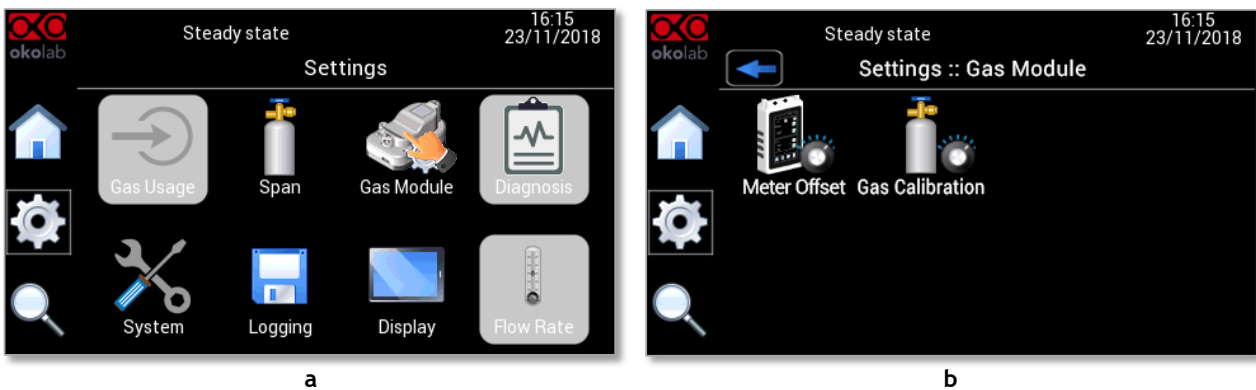 okolab
Steady state
16:15
23/11/2018
Settings
Gas Usage
Span
Gas Module
Diagnosis
System
Logging
Display
Flow Rate
a
okolab
Steady state
16:15
23/11/2018
Settings :: Gas Module
Meter Offset
Gas Calibration
b